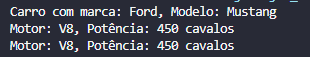 Carro com marca: Ford, Modelo: Mustang
Motor: V8, Potência: 450 cavalos
Motor: V8, Potência: 450 cavalos